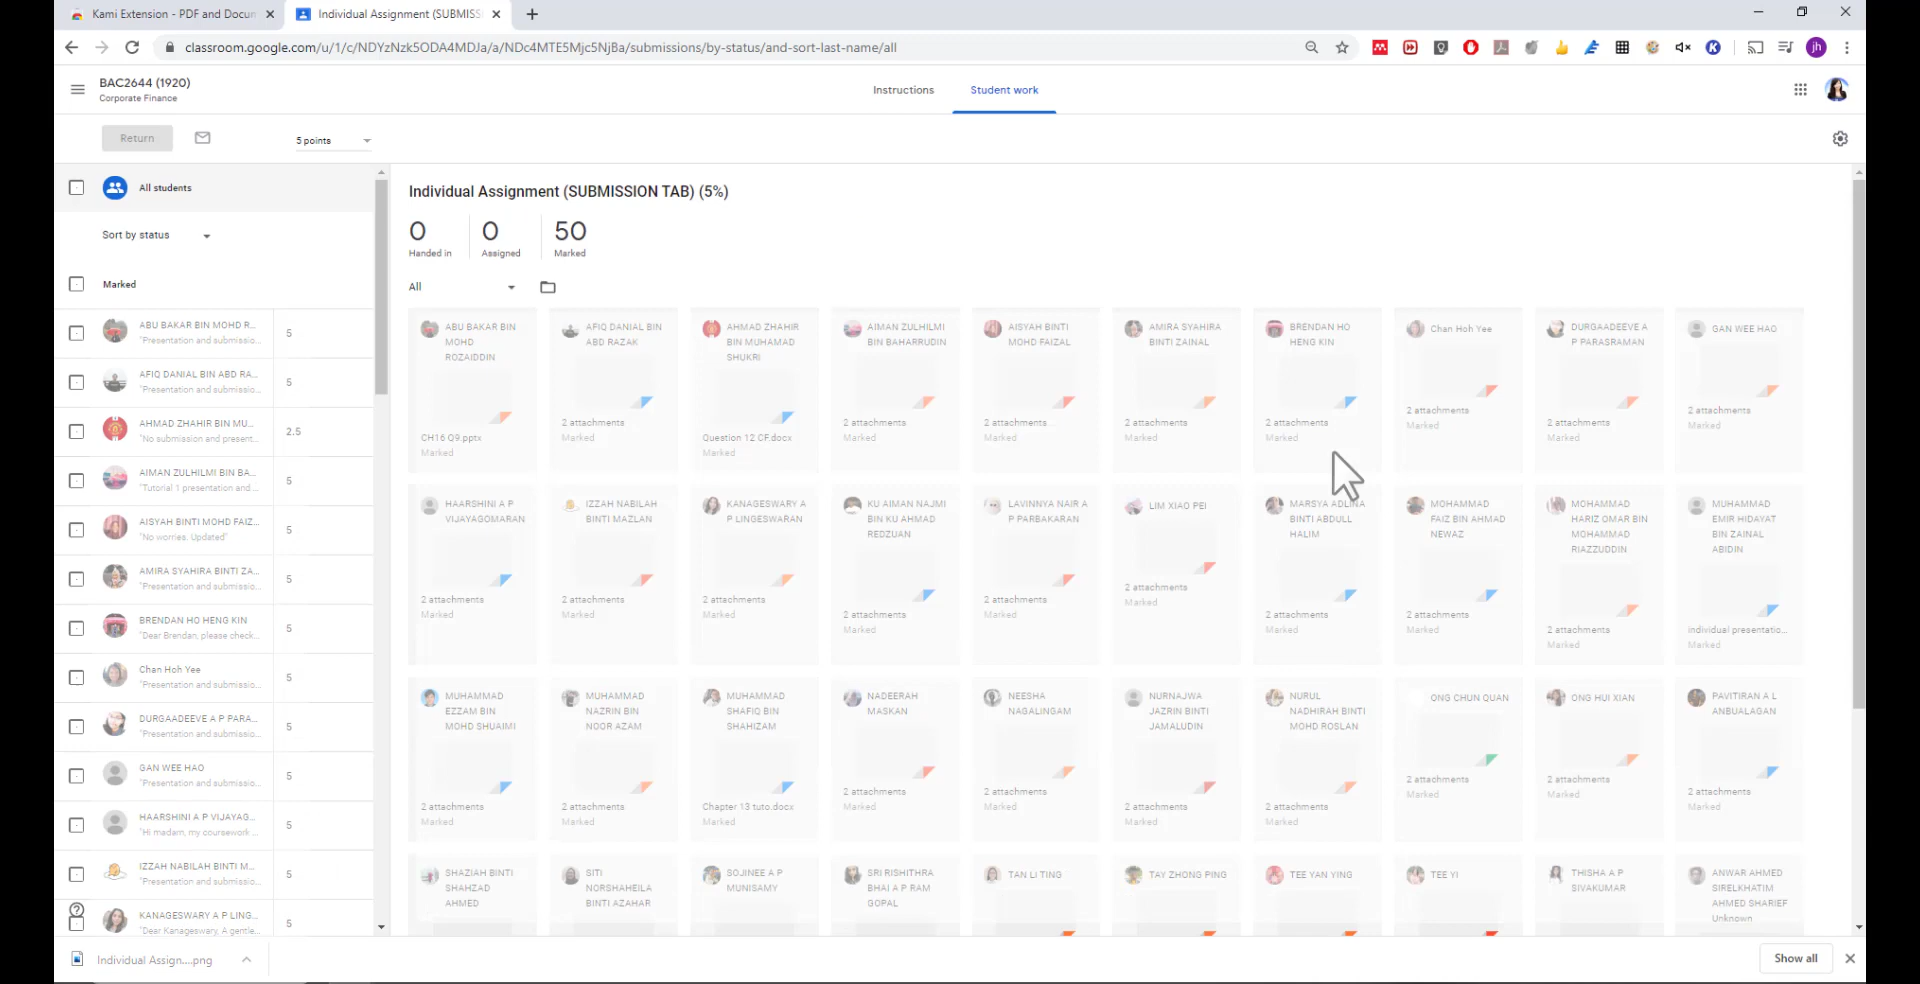 Kami Extension - PDF and Docun
Individual Assignment (SUBMISS
classroom.google.com/u/1/c/NDYzNzk5ODA4MDJa/a/NDc4MTE5Mjc5NjBa/submissions/by-status/and-sort-last-name/all
jh
BAC2644 (1920)
Corporate Finance
Instructions
Student work
Return
5 points
All students
Sort by status
Marked
ABU BAKAR BIN MOHD R...
"Presentation and submissio...
5
AFIQ DANIAL BIN ABD RA...
"Presentation and submissio...
5
AHMAD ZHAHIR BIN MU...
"No submission and present...
2.5
AIMAN ZULHILMI BIN BA...
"Tutorial 1 presentation and ...
5
AISYAH BINTI MOHD FAIZ...
"No worries. Updated"
5
AMIRA SYAHIRA BINTI ZA...
"Presentation and submissio...
5
BRENDAN HO HENG KIN
"Dear Brendan, please check...
5
Chan Hoh Yee
"Presentation and submissio...
5
DURGAADEEVE A P PARA...
"Presentation and submissio...
5
GAN WEE HAO
"Presentation and submissio...
5
HAARSHINI A P VIJAYAG...
"Hi madam, my coursework ...
5
IZZAH NABILAH BINTI M...
"Presentation and submissio...
5
KANAGESWARY A P LING...
"Dear Kanageswary, A gentle...
5
Individual Assignment (SUBMISSION TAB) (5%)
0
Handed in
0
Assigned
50
Marked
All
ABU BAKAR BIN
MOHD
ROZAIDDIN
CH16 Q9.pptx
Marked
AFIQ DANIAL BIN
ABD RAZAK
2 attachments
Marked
AHMAD ZHAHIR
BIN MUHAMAD
SHUKRI
Question 12 CF.docx
Marked
AIMAN ZULHILMI
BIN BAHARRUDIN
2 attachments
Marked
AISYAH BINTI
MOHD FAIZAL
2 attachments
Marked
AMIRA SYAHIRA
BINTI ZAINAL
2 attachments
Marked
BRENDAN HO
HENG KIN
2 attachments
Marked
Chan Hoh Yee
2 attachments
Marked
DURGAADEEVE A
P PARASRAMAN
2 attachments
Marked
GAN WEE HAO
2 attachments
Marked
HAARSHINI A P
VIJAYAGOMARAN
2 attachments
Marked
IZZAH NABILAH
BINTI MAZLAN
2 attachments
Marked
KANAGESWARY A
P LINGESWARAN
2 attachments
Marked
KU AIMAN NAJMI
BIN KU AHMAD
REDZUAN
2 attachments
Marked
LAVINNYA NAIR A
P PARBAKARAN
2 attachments
Marked
LIM XIAO PEI
2 attachments
Marked
MARSYA ADLINA
BINTI ABDULL
HALIM
2 attachments
Marked
MOHAMMAD
FAIZ BIN AHMAD
NEWAZ
2 attachments
Marked
MOHAMMAD
HARIZ OMAR BIN
MOHAMMAD
RIAZZUDDIN
2 attachments
Marked
MUHAMMAD
EMIR HIDAYAT
BIN ZAINAL
ABIDIN
individual presentatio...
Marked
MUHAMMAD
EZZAM BIN
MOHD SHUAIMI
2 attachments
Marked
MUHAMMAD
NAZRIN BIN
NOOR AZAM
2 attachments
Marked
MUHAMMAD
SHAFIQ BIN
SHAHIZAM
Chapter 13 tuto.docx
Marked
NADEERAH
MASKAN
2 attachments
Marked
NEESHA
NAGALINGAM
2 attachments
Marked
NURNAJWA
JAZRIN BINTI
JAMALUDIN
2 attachments
Marked
NURUL
NADHIRAH BINTI
MOHD ROSLAN
2 attachments
Marked
ONG CHUN QUAN
2 attachments
Marked
ONG HUI XIAN
2 attachments
Marked
PAVITIRAN A L
ANBUALAGAN
2 attachments
Marked
SHAZIAH BINTI
SHAHZAD
AHMED
SITI
NORSHAHEILA
BINTI AZAHAR
SOJINEE A P
MUNISAMY
SRI RISHITHRA
BHAI A P RAM
GOPAL
TAN LI TING
TAY ZHONG PING
TEE YAN YING
TEE YI
THISHA A P
SIVAKUMAR
ANWAR AHMED
SIRELKHATIM
AHMED SHARIEF
Unknown
Individual Assign....png
Show all